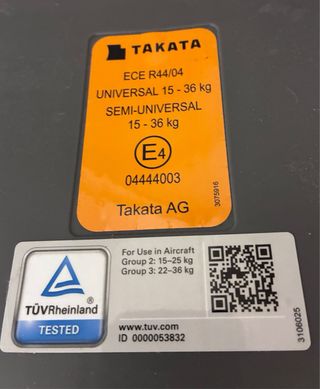 TAKATA
ECE R44/04
UNIVERSAL 15 - 36 kg
SEMI-UNIVERSAL
15 - 36 kg
E4
04444003
3075916
Takata AG
TÜVRheinland®
TESTED
For Use in Aircraft
Group 2: 15–25 kg
Group 3: 22–36 kg
www.tuv.com
ID 0000053832
3106025